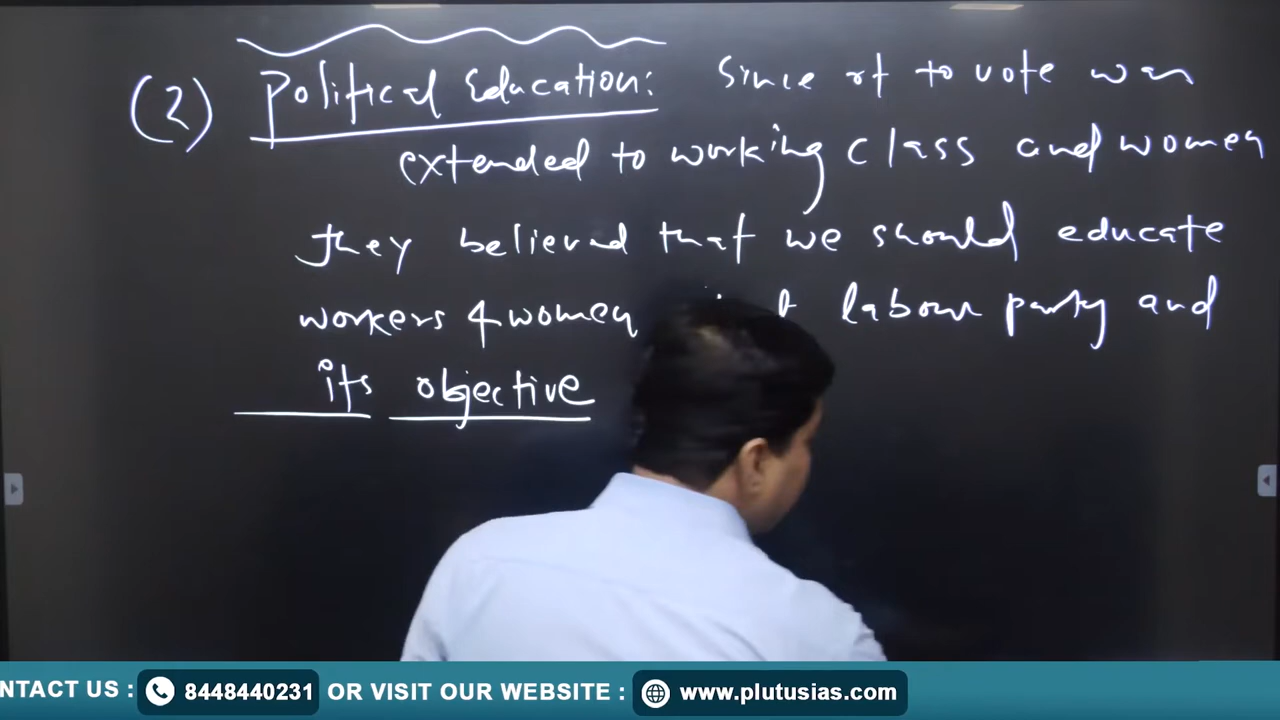 (2) Political Education: Since rt to vote was
extended to working class and women
they believed that we should educate
workers & women labour party and
its objective
NTACT US : 8448440231 OR VISIT OUR WEBSITE : www.plutusias.com